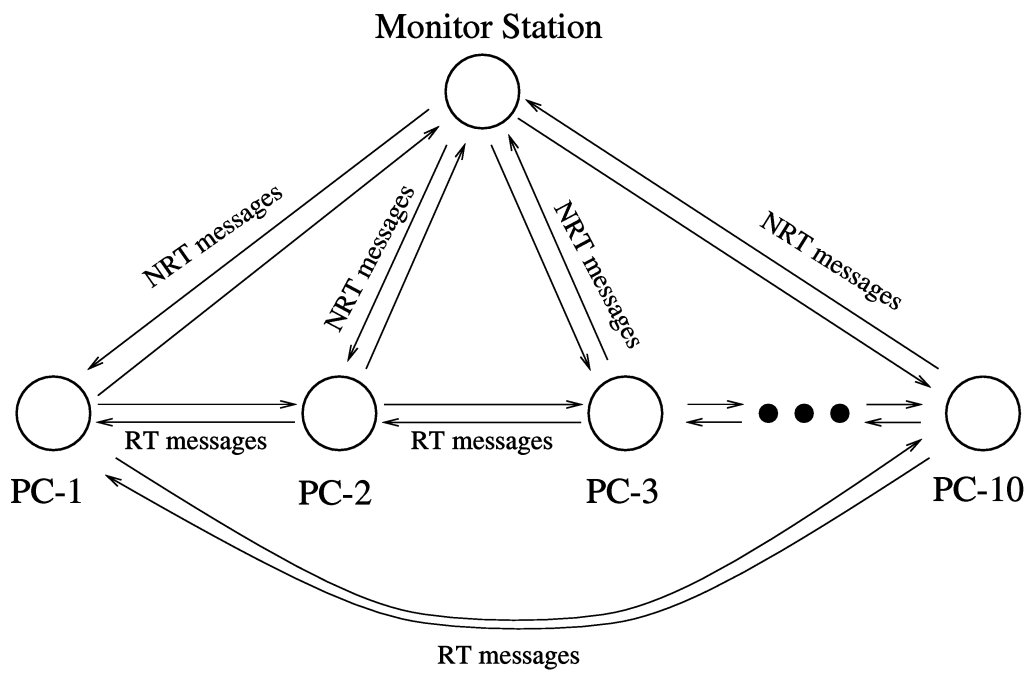 Monitor Station
NRT messages
NRT messages
NRT messages
NRT messages
RT messages
RT messages
PC-1
PC-2
PC-3
PC-10
RT messages